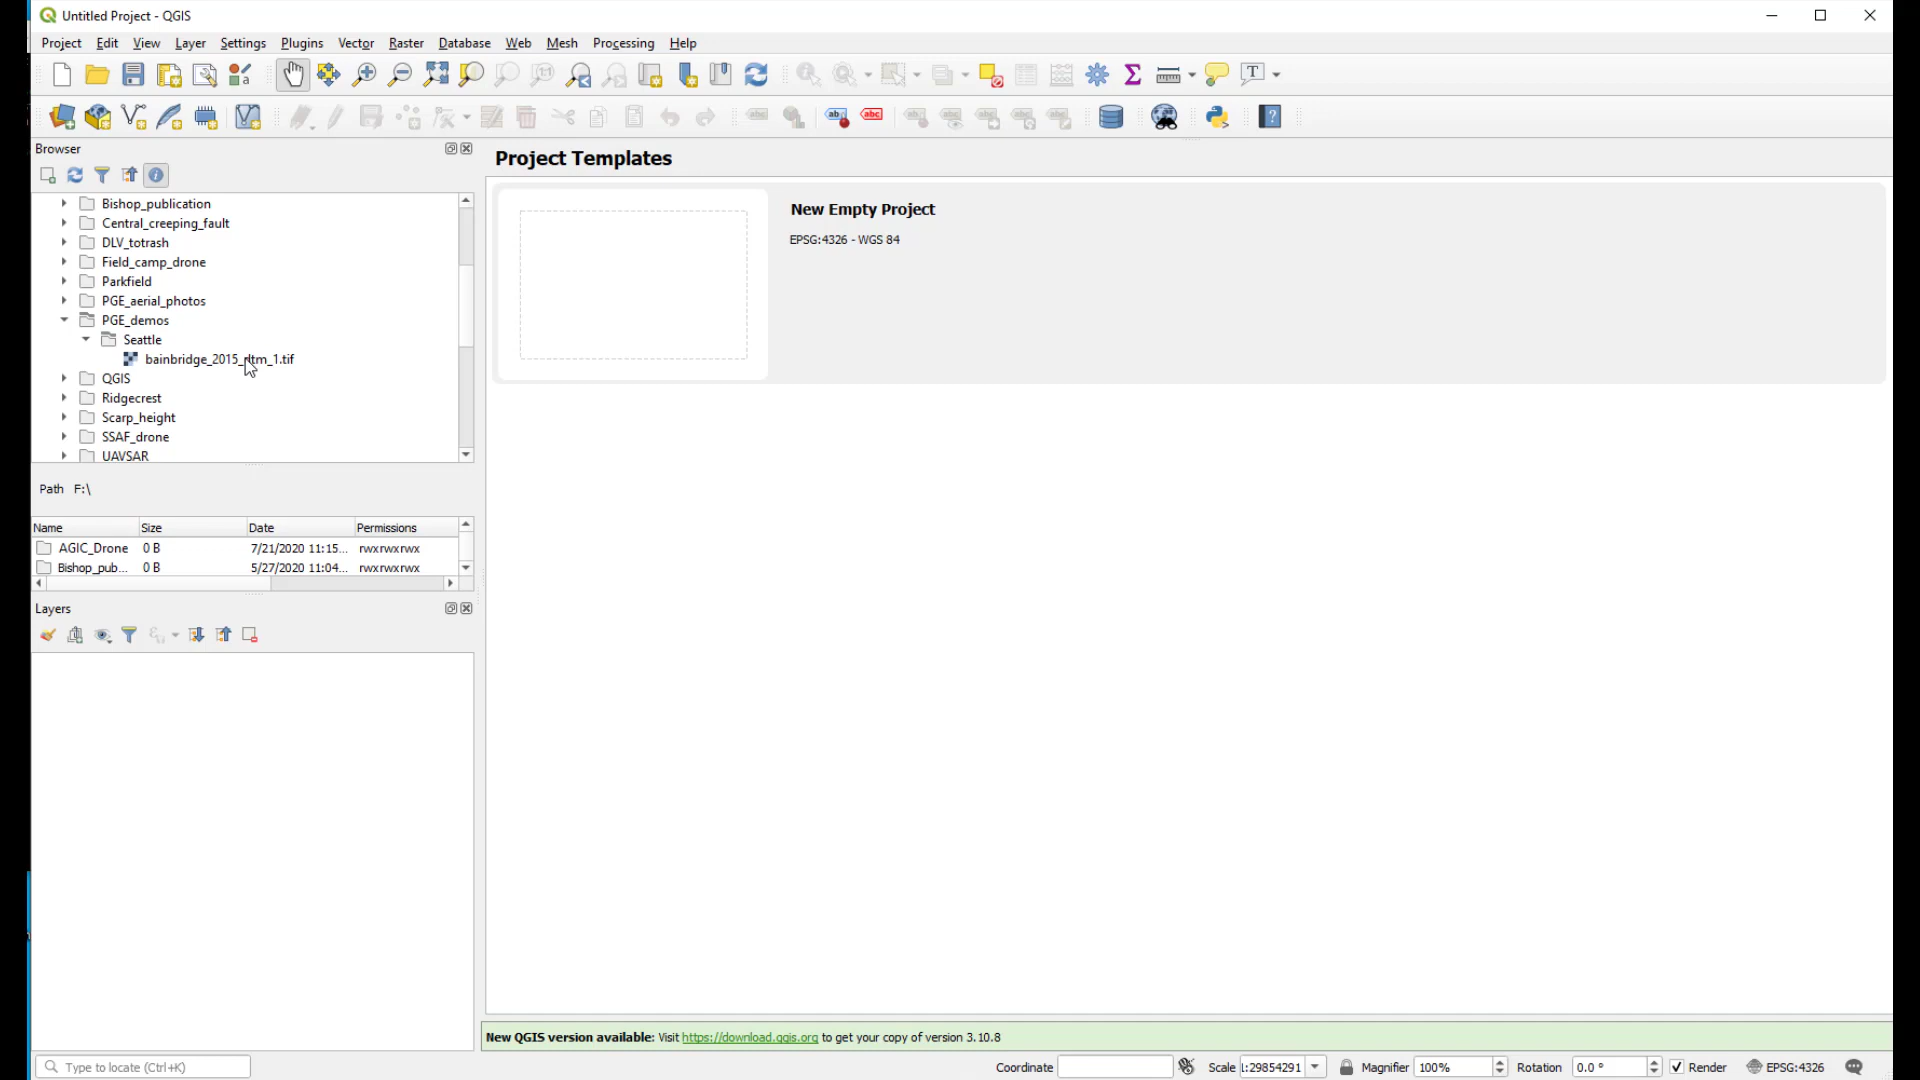 Untitled Project - QGIS
Project Edit View Layer Settings Plugins Vector Raster Database Web Mesh Processing Help
Browser
Bishop_publication
Central_creeping_fault
DLV_totrash
Field_camp_drone
Parkfield
PGE_aerial_photos
PGE_demos
Seattle
bainbridge_2015_dtm_1.tif
QGIS
Ridgecrest
Scarp_height
SSAF_drone
UAVSAR
Path F:\
Name Size Date Permissions
AGIC_Drone 0 B 7/21/2020 11:15... rwxrwxrwx
Bishop_pub... 0 B 5/27/2020 11:04... rwxrwxrwx
Layers
Project Templates
New Empty Project
EPSG:4326 - WGS 84
New QGIS version available: Visit https://download.qgis.org to get your copy of version 3.10.8
Type to locate (Ctrl+K) Coordinate Scale 1:29854291 Magnifier 100% Rotation 0.0 ° Render EPSG:4326